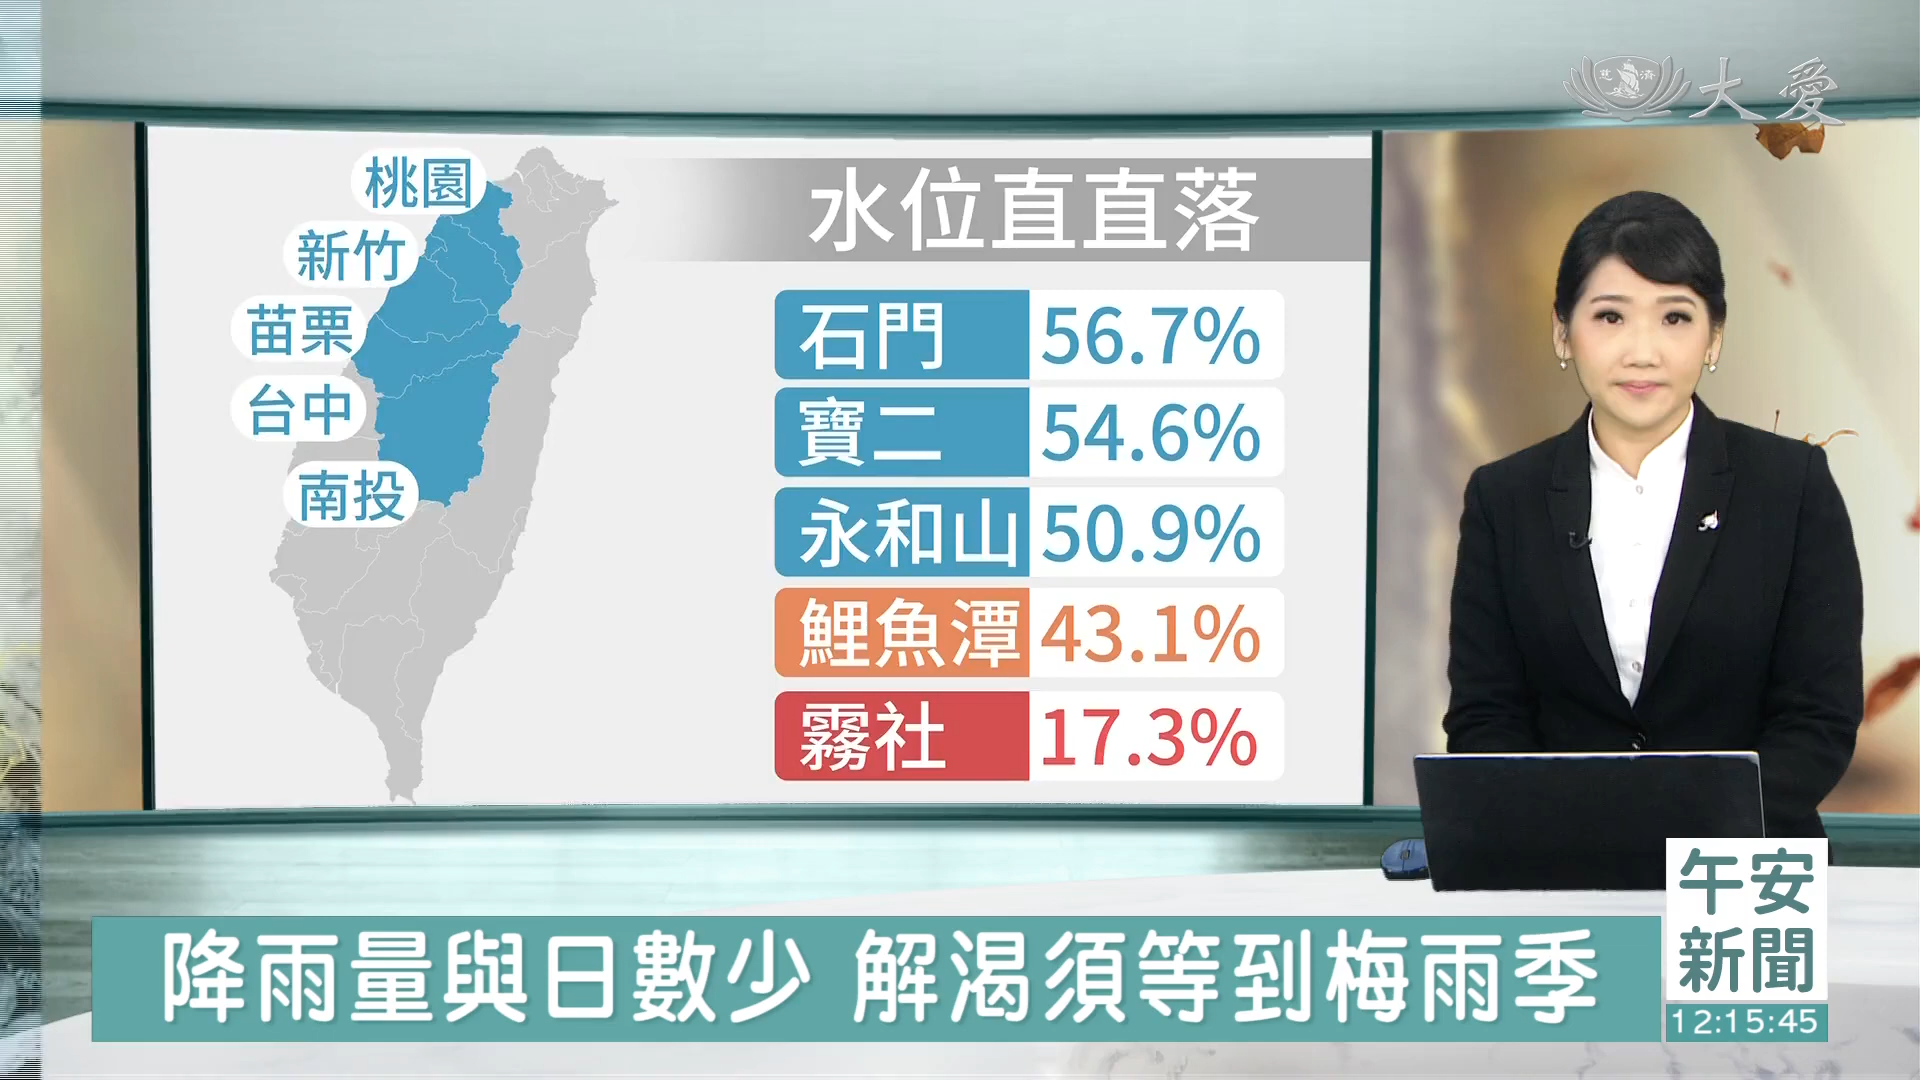 慈濟
大愛
水位直直落
桃園
新竹
苗栗
台中
南投
石門 56.7%
寶二 54.6%
永和山 50.9%
鯉魚潭 43.1%
霧社 17.3%
午安
新聞
降雨量與日數少 解渴須等到梅雨季
12:15:45